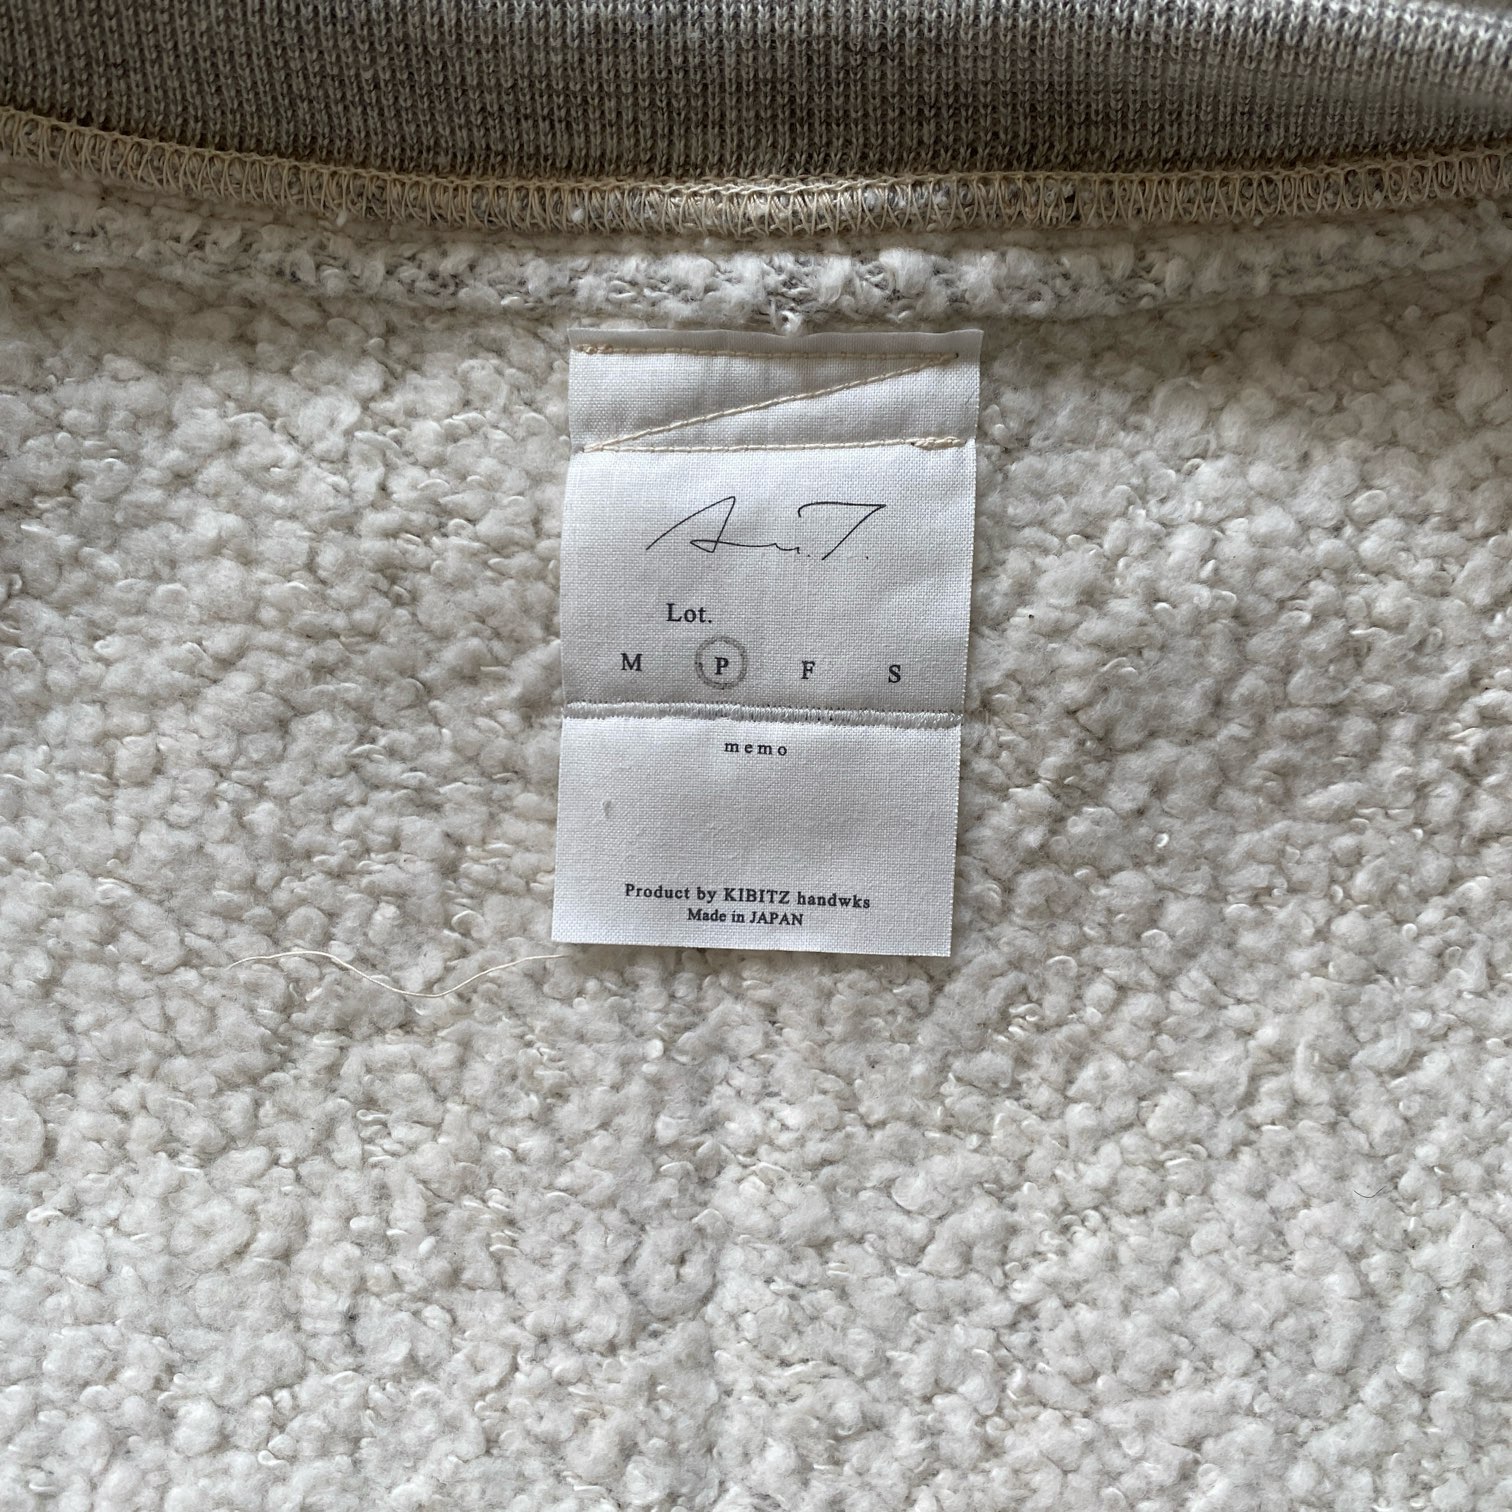 Lot.
M P F S
memo
Product by KIBITZ handwks
Made in JAPAN